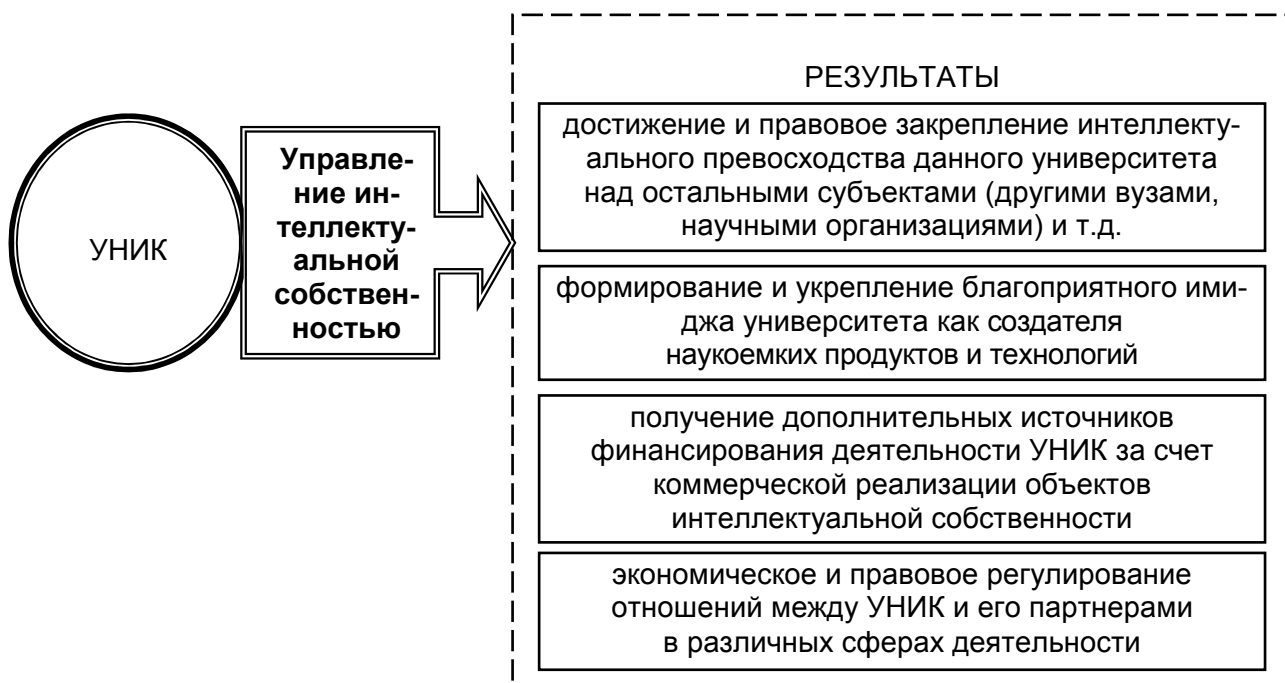 УНИК
Управле-
ние ин-
теллекту-
альной
собствен-
ностью
РЕЗУЛЬТАТЫ
достижение и правовое закрепление интеллекту-
ального превосходства данного университета
над остальными субъектами (другими вузами,
научными организациями) и т.д.
формирование и укрепление благоприятного ими-
джа университета как создателя
наукоемких продуктов и технологий
получение дополнительных источников
финансирования деятельности УНИК за счет
коммерческой реализации объектов
интеллектуальной собственности
экономическое и правовое регулирование
отношений между УНИК и его партнерами
в различных сферах деятельности